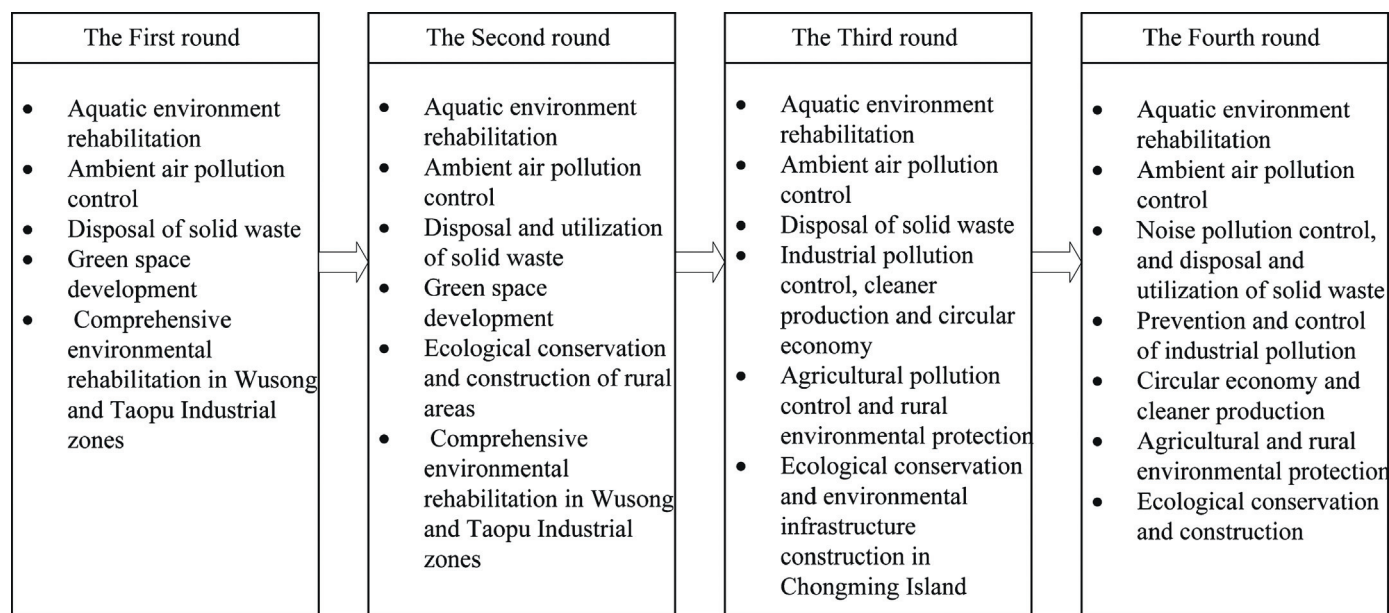 The First round
● Aquatic environment
rehabilitation
● Ambient air pollution
control
● Disposal of solid waste
● Green space
development
● Comprehensive
environmental
rehabilitation in Wusong
and Taopu Industrial
zones
The Second round
● Aquatic environment
rehabilitation
● Ambient air pollution
control
● Disposal and utilization
of solid waste
● Green space
development
● Ecological conservation
and construction of rural
areas
● Comprehensive
environmental
rehabilitation in Wusong
and Taopu Industrial
zones
The Third round
● Aquatic environment
rehabilitation
● Ambient air pollution
control
● Disposal of solid waste
● Industrial pollution
control, cleaner
production and circular
economy
● Agricultural pollution
control and rural
environmental protection
● Ecological conservation
and environmental
infrastructure
construction in
Chongming Island
The Fourth round
● Aquatic environment
rehabilitation
● Ambient air pollution
control
● Noise pollution control,
and disposal and
utilization of solid waste
● Prevention and control
of industrial pollution
● Circular economy and
cleaner production
● Agricultural and rural
environmental protection
● Ecological conservation
and construction